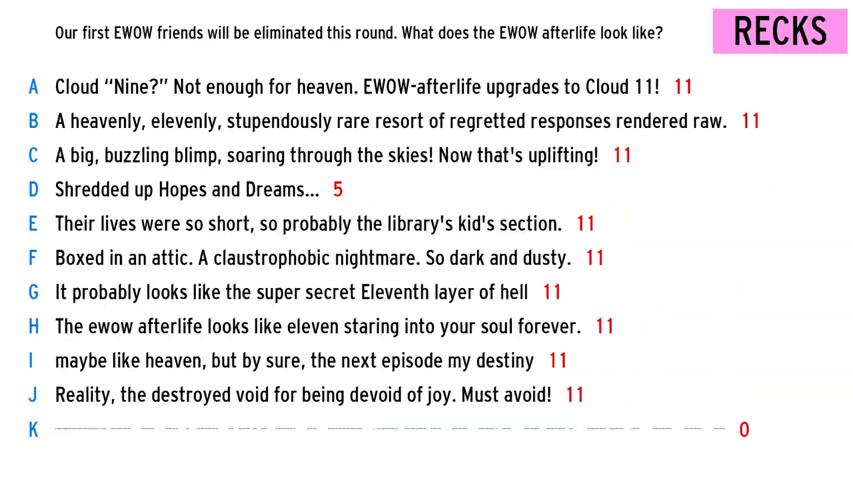 Our first EWOW friends will be eliminated this round. What does the EWOW afterlife look like?
RECKS
A Cloud “Nine?” Not enough for heaven. EWOW-afterlife upgrades to Cloud 11! 11
B A heavenly, elevenly, stupendously rare resort of regretted responses rendered raw. 11
C A big, buzzling blimp, soaring through the skies! Now that's uplifting! 11
D Shredded up Hopes and Dreams... 5
E Their lives were so short, so probably the library's kid's section. 11
F Boxed in an attic. A claustrophobic nightmare. So dark and dusty. 11
G It probably looks like the super secret Eleventh layer of hell 11
H The ewow afterlife looks like eleven staring into your soul forever. 11
I maybe like heaven, but by sure, the next episode my destiny 11
J Reality, the destroyed void for being devoid of joy. Must avoid! 11
K 0